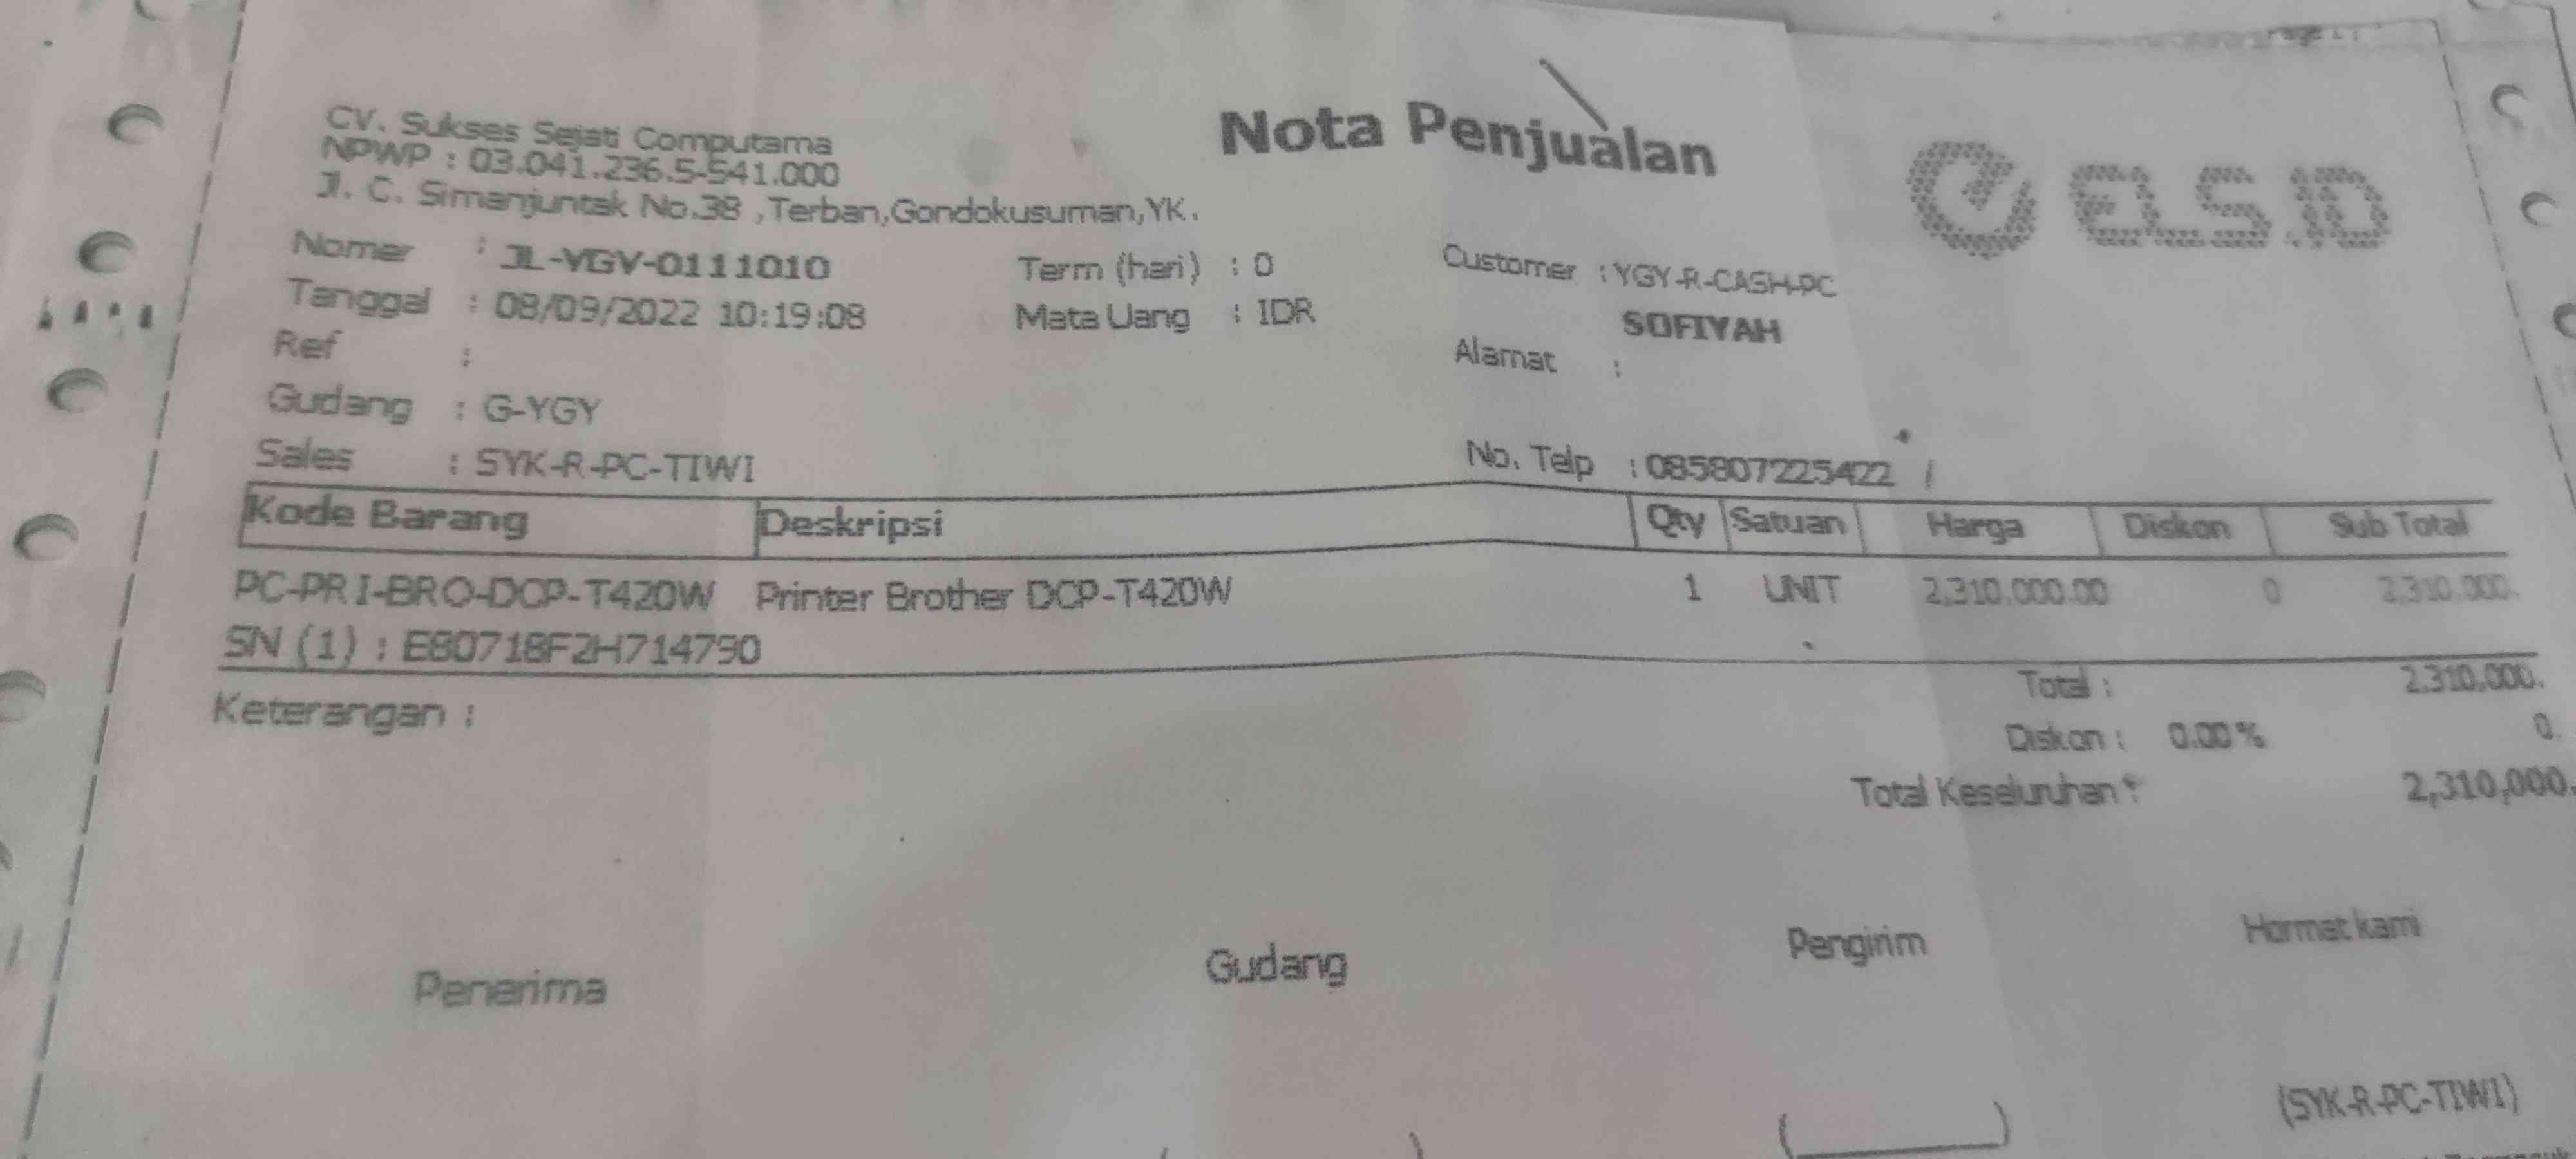 CV. Sukses Sejati Computama
NPWP : 03.041.236.5-541.000
Jl. C. Simanjuntak No.38 ,Terban,Gondokusuman,YK.
Nota Penjualan
ELS.ID
Nomer : JL-YGY-0111010
Term (hari) : 0
Customer : YGY-R-CASH-PC
Tanggal : 08/09/2022 10:19:08
Mata Uang : IDR
SOFIYAH
Ref :
Alamat :
Gudang : G-YGY
Sales : SYK-R-PC-TIWI
No. Telp : 085807225422 /
Kode Barang Deskripsi Qty Satuan Harga Diskon Sub Total
PC-PRI-BRO-DCP-T420W Printer Brother DCP-T420W 1 UNIT 2,310,000.00 0 2,310,000.
SN (1) : E80718F2H714790
Total : 2,310,000.
Keterangan :
Diskon : 0.00 % 0.
Total Keseluruhan : 2,310,000.
Penerima Gudang Pengirim Hormat kami
(SYK-R-PC-TIWI)